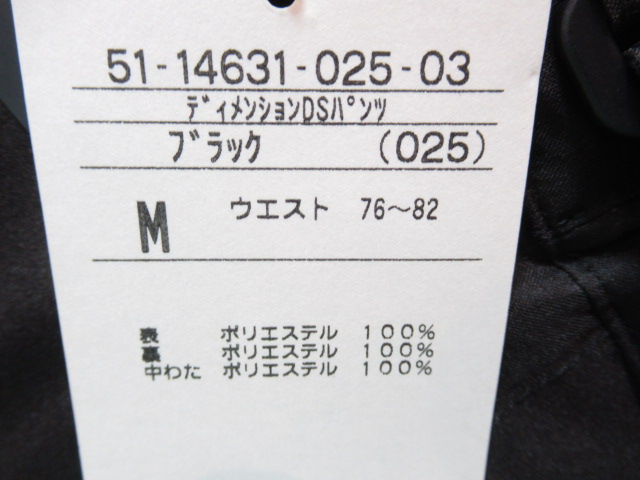 51-14631-025-03
ﾃﾞｨﾒﾝｼｮﾝDSﾊﾟﾝﾂ
ﾌﾞﾗｯｸ (025)
M ウエスト 76～82
表 ポリエステル 100%
裏 ポリエステル 100%
中わた ポリエステル 100%